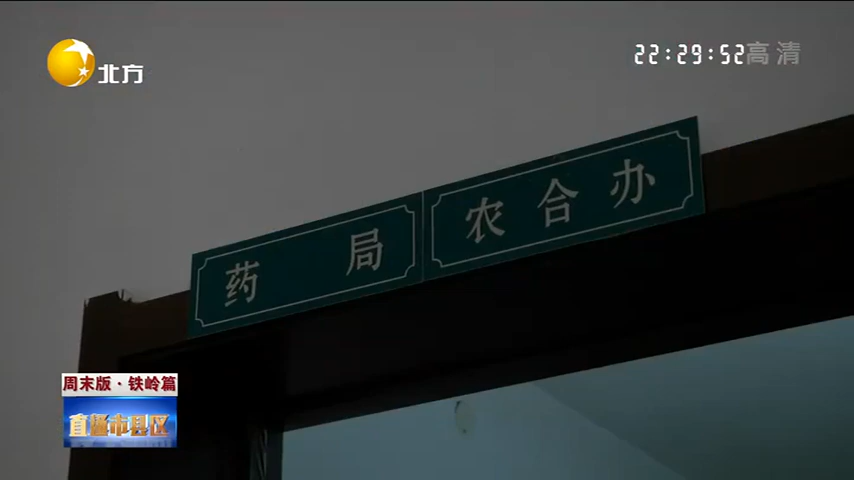 北方
22:29:52高清
药局 农合办
周末版·铁岭篇
直播市县区